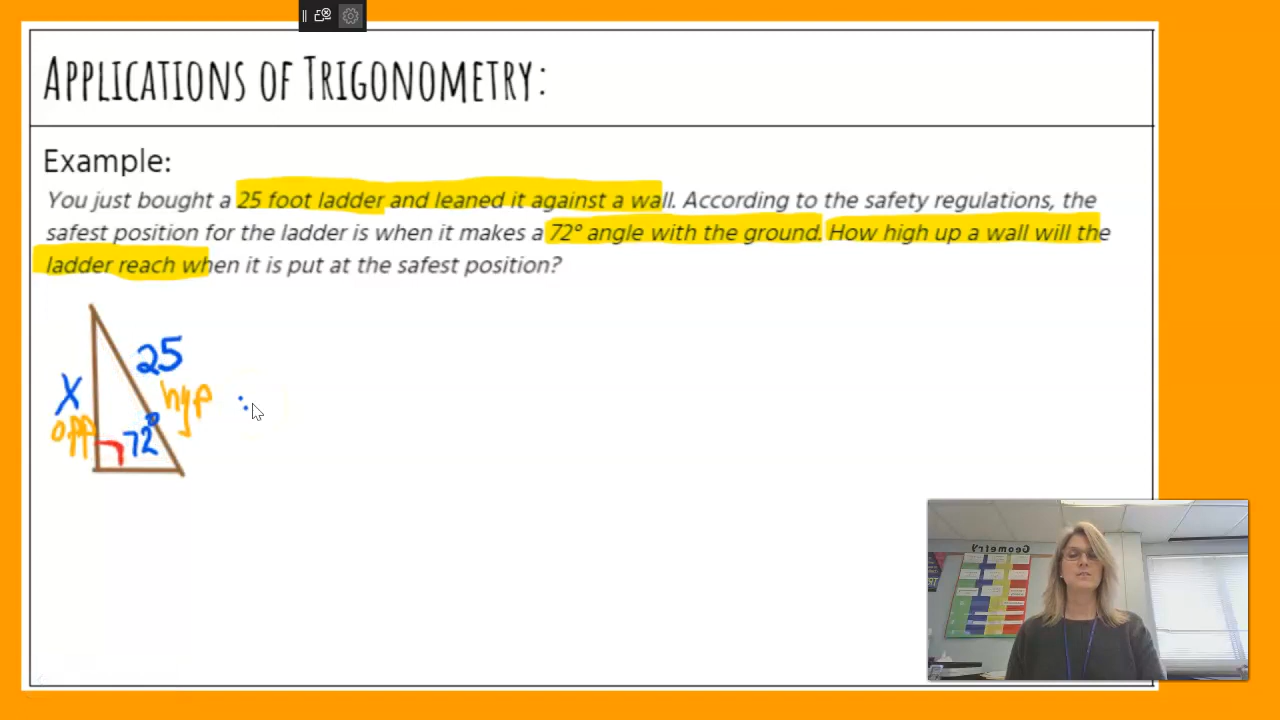 APPLICATIONS OF TRIGONOMETRY:
Example:
You just bought a 25 foot ladder and leaned it against a wall. According to the safety regulations, the
safest position for the ladder is when it makes a 72° angle with the ground. How high up a wall will the
ladder reach when it is put at the safest position?
25
X
hyp
opp
72°
Geometry